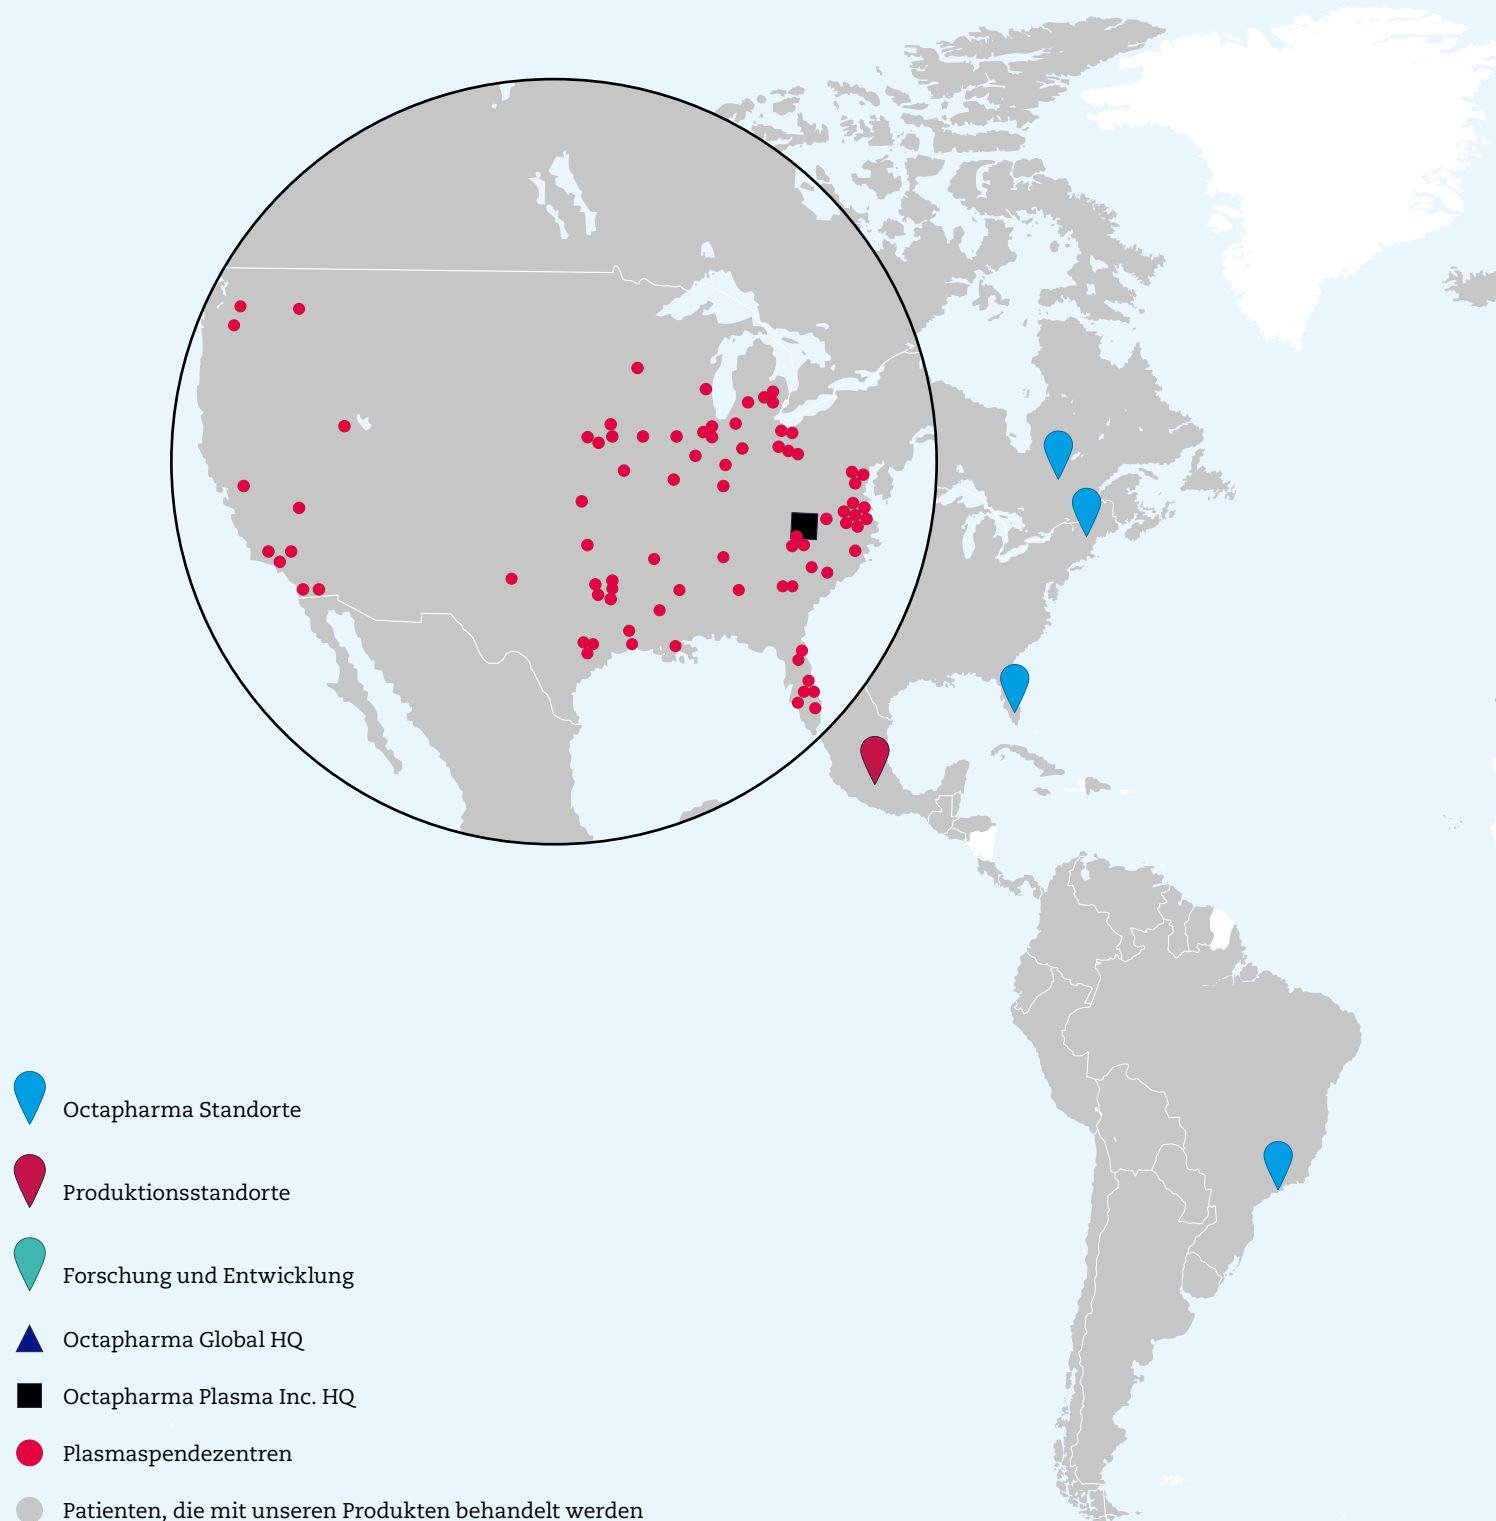 Octapharma Standorte
Produktionsstandorte
Forschung und Entwicklung
Octapharma Global HQ
Octapharma Plasma Inc. HQ
Plasmaspendezentren
Patienten, die mit unseren Produkten behandelt werden